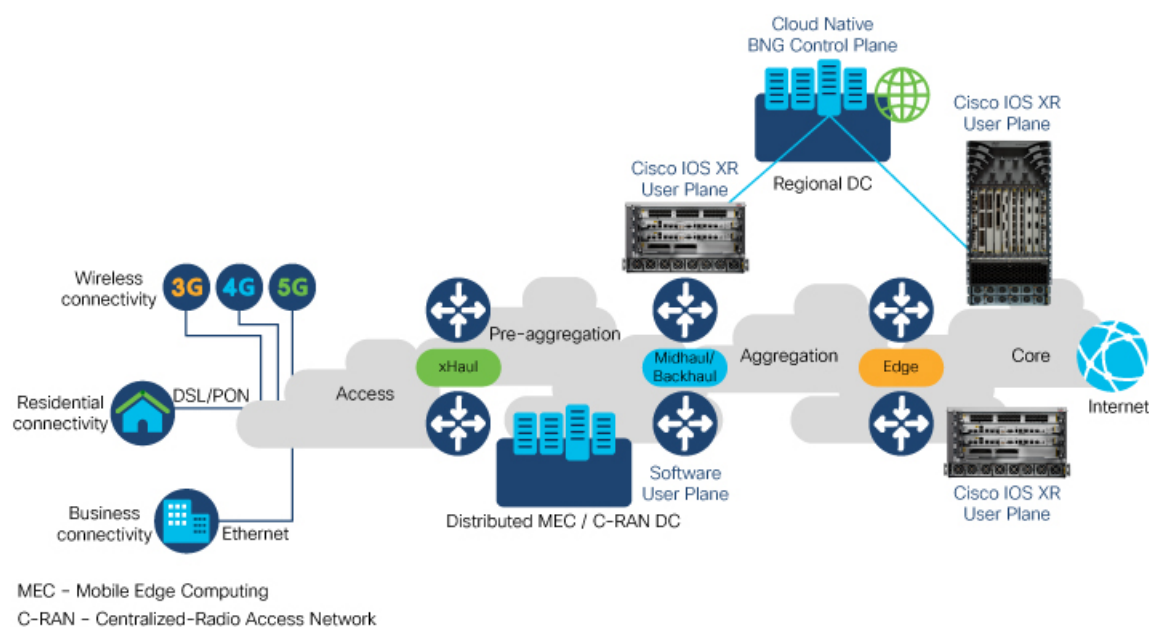 Cloud Native
BNG Control Plane
Cisco IOS XR
User Plane
Cisco IOS XR
User Plane
Regional DC
Wireless
connectivity
3G
4G
5G
Pre-aggregation
xHaul
Midhaul/
Backhaul
Aggregation
Edge
Core
Access
Internet
Residential
connectivity
DSL/PON
Software
User Plane
Cisco IOS XR
User Plane
Business
connectivity
Ethernet
Distributed MEC / C-RAN DC
MEC – Mobile Edge Computing
C-RAN – Centralized-Radio Access Network